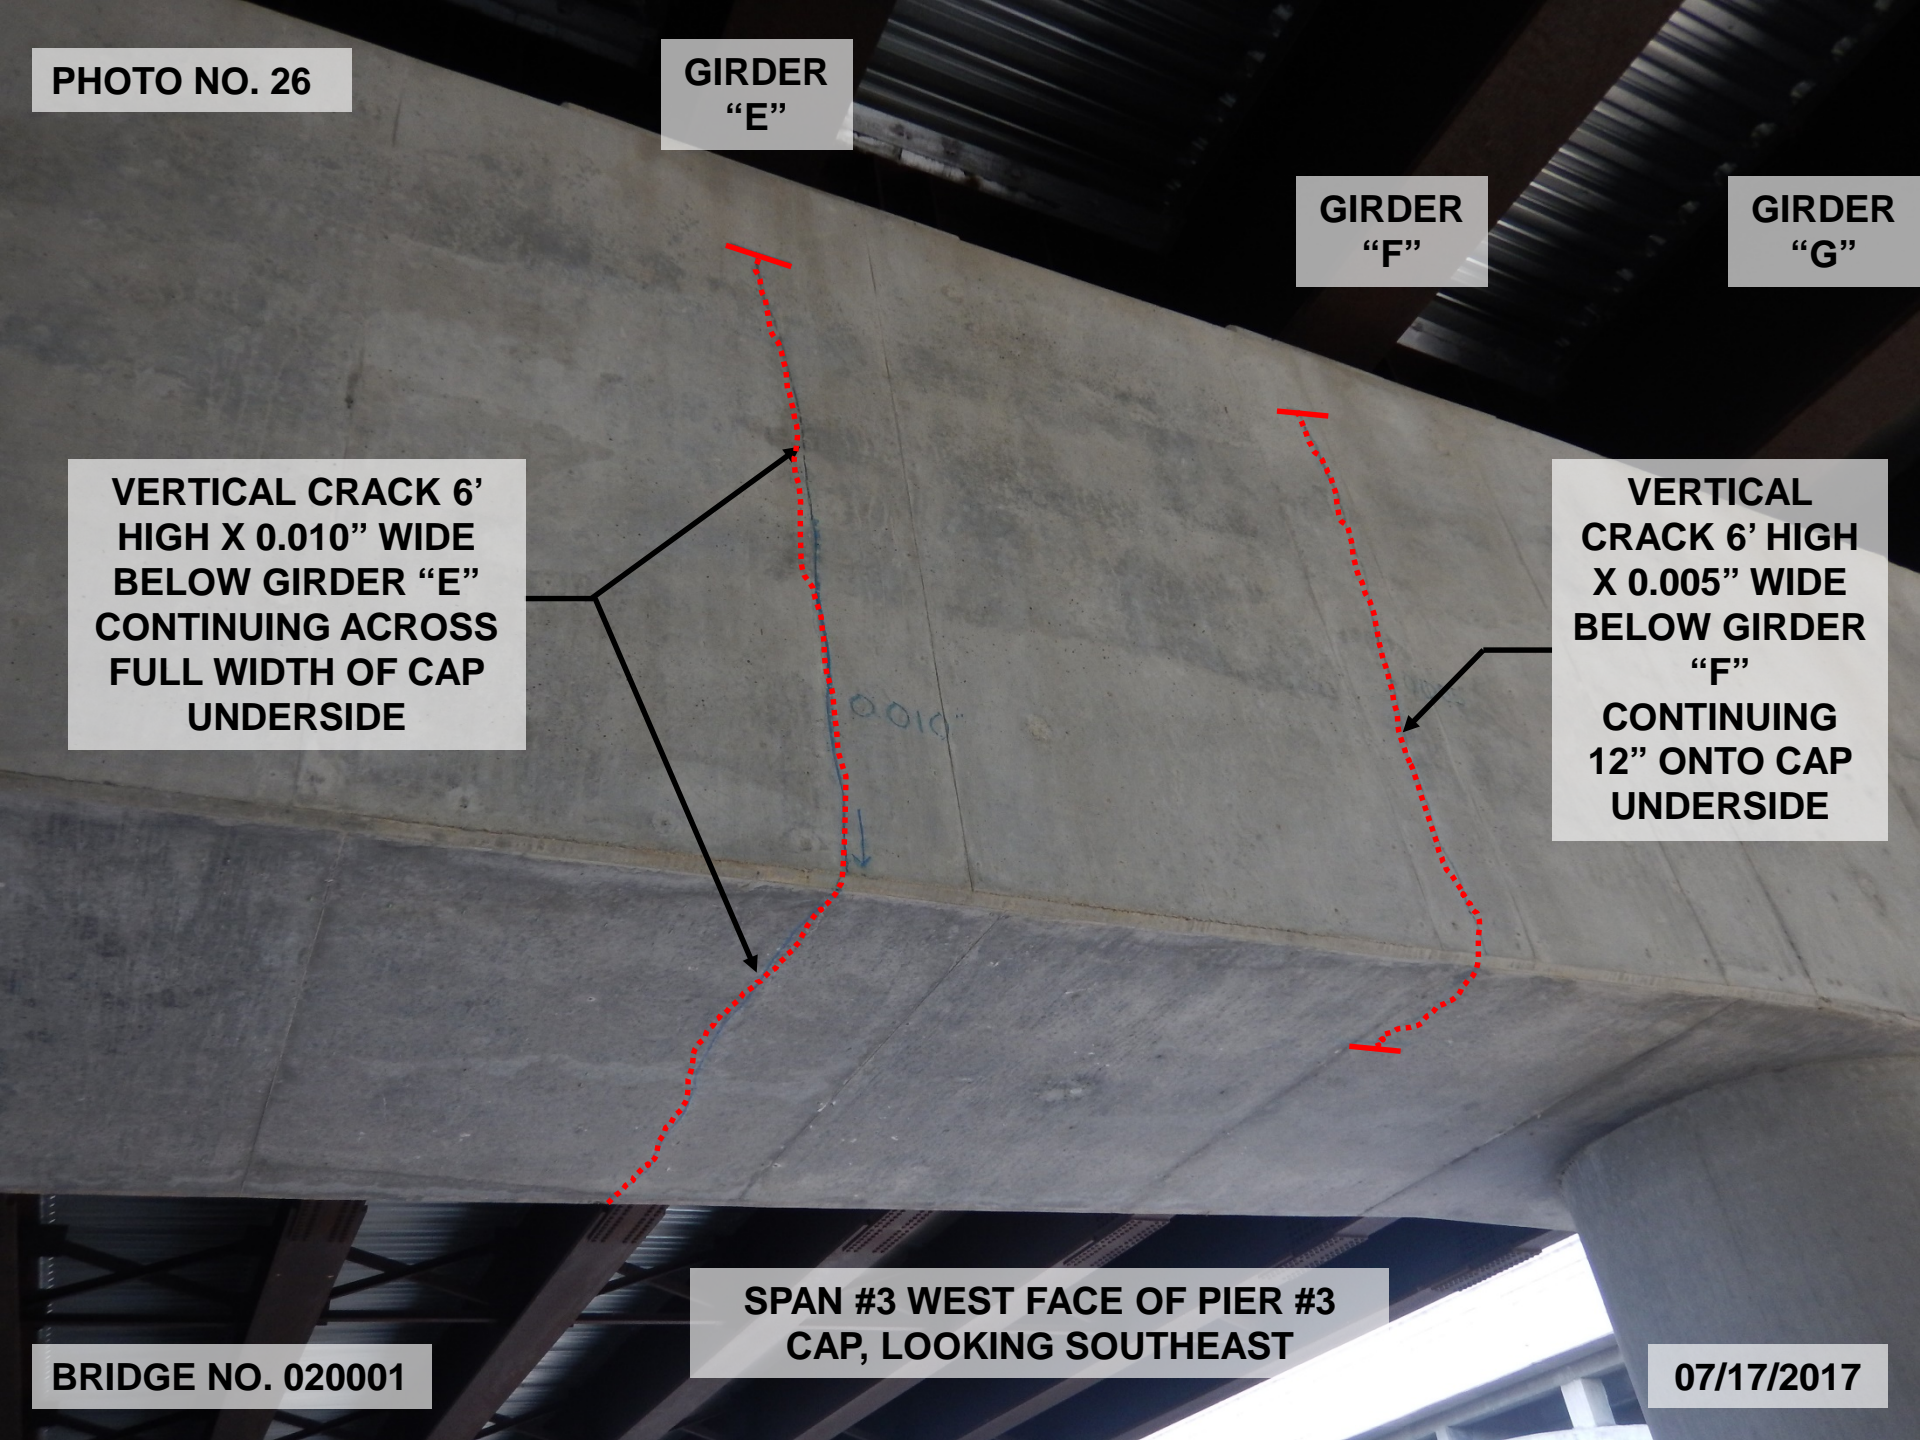 PHOTO NO. 26
GIRDER
“E”
GIRDER
“F”
GIRDER
“G”
VERTICAL CRACK 6’
HIGH X 0.010” WIDE
BELOW GIRDER “E”
CONTINUING ACROSS
FULL WIDTH OF CAP
UNDERSIDE
VERTICAL
CRACK 6’ HIGH
X 0.005” WIDE
BELOW GIRDER
“F”
CONTINUING
12” ONTO CAP
UNDERSIDE
0.010"
SPAN #3 WEST FACE OF PIER #3
CAP, LOOKING SOUTHEAST
BRIDGE NO. 020001
07/17/2017